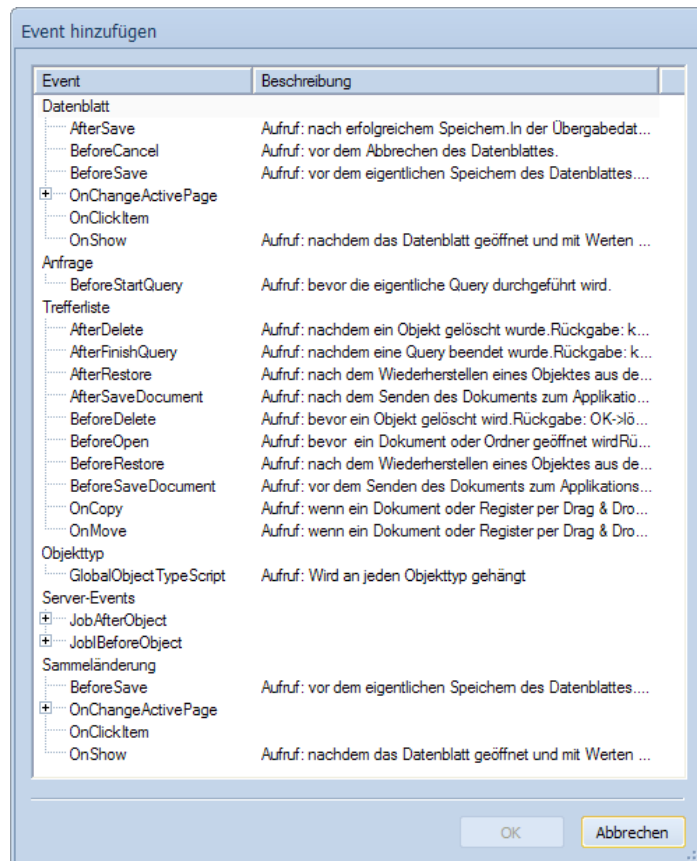 Event hinzufügen
Event Beschreibung
Datenblatt
AfterSave Aufruf: nach erfolgreichem Speichern.In der Übergabedat...
BeforeCancel Aufruf: vor dem Abbrechen des Datenblattes.
BeforeSave Aufruf: vor dem eigentlichen Speichern des Datenblattes....
OnChangeActivePage
OnClickItem
OnShow Aufruf: nachdem das Datenblatt geöffnet und mit Werten ...
Anfrage
BeforeStartQuery Aufruf: bevor die eigentliche Query durchgeführt wird.
Trefferliste
AfterDelete Aufruf: nachdem ein Objekt gelöscht wurde.Rückgabe: k...
AfterFinishQuery Aufruf: nachdem eine Query beendet wurde.Rückgabe: k...
AfterRestore Aufruf: nach dem Wiederherstellen eines Objektes aus de...
AfterSaveDocument Aufruf: nach dem Senden des Dokuments zum Applikatio...
BeforeDelete Aufruf: bevor ein Objekt gelöscht wird.Rückgabe: OK->lö...
BeforeOpen Aufruf: bevor ein Dokument oder Ordner geöffnet wirdRü...
BeforeRestore Aufruf: nach dem Wiederherstellen eines Objektes aus de...
BeforeSaveDocument Aufruf: vor dem Senden des Dokuments zum Applikations...
OnCopy Aufruf: wenn ein Dokument oder Register per Drag & Dro...
OnMove Aufruf: wenn ein Dokument oder Register per Drag & Dro...
Objekttyp
GlobalObjectTypeScript Aufruf: Wird an jeden Objekttyp gehängt
Server-Events
JobAfterObject
JoblBeforeObject
Sammeländerung
BeforeSave Aufruf: vor dem eigentlichen Speichern des Datenblattes....
OnChangeActivePage
OnClickItem
OnShow Aufruf: nachdem das Datenblatt geöffnet und mit Werten ...
OK Abbrechen